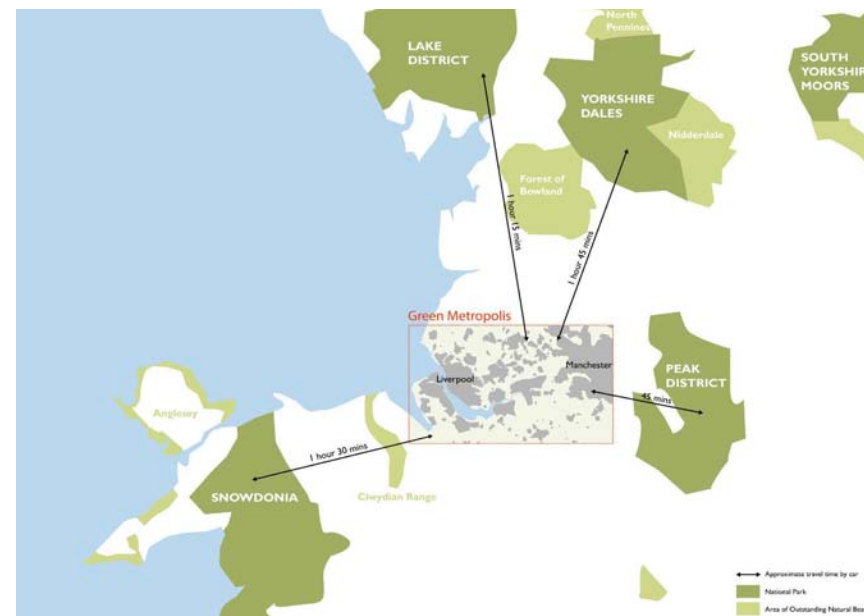 North
Pennines
LAKE
DISTRICT
SOUTH
YORKSHIRE
MOORS
YORKSHIRE
DALES
Nidderdale
Forest of
Bowland
1 hour 15 mins
1 hour 45 mins
Green Metropolis
Manchester
Liverpool
PEAK
DISTRICT
45 mins
Anglesey
1 hour 30 mins
SNOWDONIA
Clwydian Range
Approximate travel time by car
National Park
Area of Outstanding Natural Beau